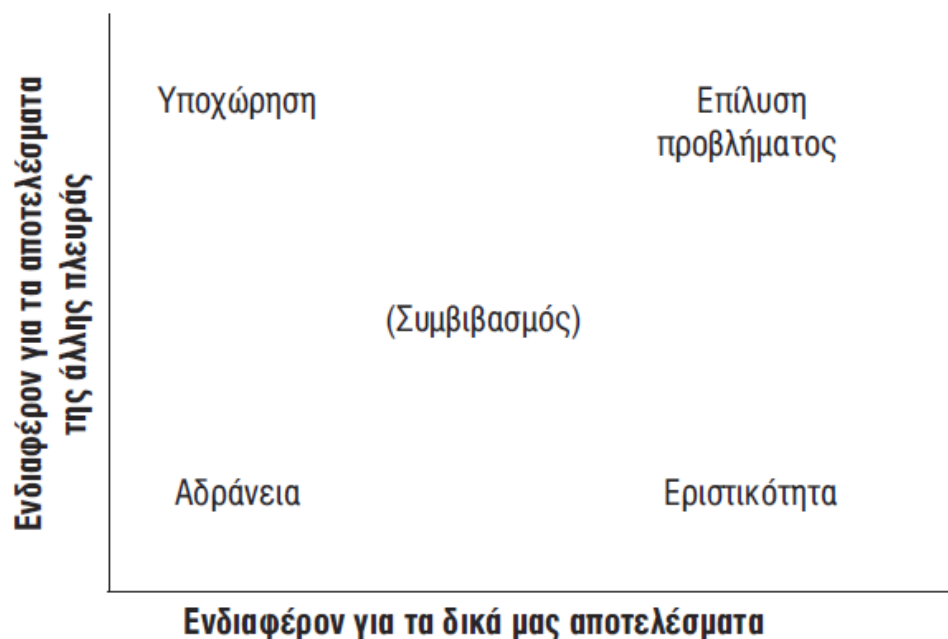 Ενδιαφέρον για τα αποτελέσματα
της άλλης πλευράς
Υποχώρηση
Επίλυση
προβλήματος
(Συμβιβασμός)
Αδράνεια
Εριστικότητα
Ενδιαφέρον για τα δικά μας αποτελέσματα